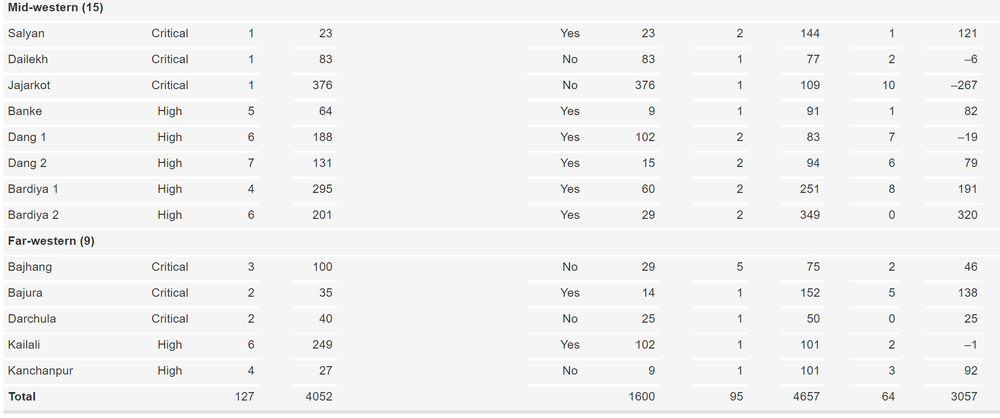 Mid-western (15)
Salyan Critical 1 23 Yes 23 2 144 1 121
Dailekh Critical 1 83 No 83 1 77 2 –6
Jajarkot Critical 1 376 No 376 1 109 10 –267
Banke High 5 64 Yes 9 1 91 1 82
Dang 1 High 6 188 Yes 102 2 83 7 –19
Dang 2 High 7 131 Yes 15 2 94 6 79
Bardiya 1 High 4 295 Yes 60 2 251 8 191
Bardiya 2 High 6 201 Yes 29 2 349 0 320
Far-western (9)
Bajhang Critical 3 100 No 29 5 75 2 46
Bajura Critical 2 35 Yes 14 1 152 5 138
Darchula Critical 2 40 No 25 1 50 0 25
Kailali High 6 249 Yes 102 1 101 2 –1
Kanchanpur High 4 27 No 9 1 101 3 92
Total 127 4052 1600 95 4657 64 3057